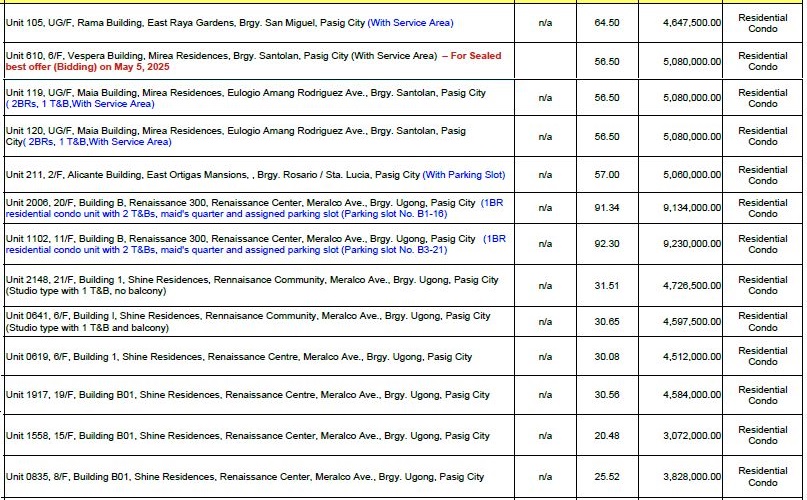 Unit 105, UG/F, Rama Building, East Raya Gardens, Brgy. San Miguel, Pasig City (With Service Area) n/a 64.50 4,647,500.00 Residential Condo
Unit 610, 6/F, Vespera Building, Mirea Residences, Brgy. Santolan, Pasig City (With Service Area) – For Sealed
best offer (Bidding) on May 5, 2025 n/a 56.50 5,080,000.00 Residential Condo
Unit 119, UG/F, Maia Building, Mirea Residences, Eulogio Amang Rodriguez Ave., Brgy. Santolan, Pasig City
( 2BRs, 1 T&B,With Service Area) n/a 56.50 5,080,000.00 Residential Condo
Unit 120, UG/F, Maia Building, Mirea Residences, Eulogio Amang Rodriguez Ave., Brgy. Santolan, Pasig
City( 2BRs, 1 T&B,With Service Area) n/a 56.50 5,080,000.00 Residential Condo
Unit 211, 2/F, Alicante Building, East Ortigas Mansions, , Brgy. Rosario / Sta. Lucia, Pasig City (With Parking Slot) n/a 57.00 5,060,000.00 Residential Condo
Unit 2006, 20/F, Building B, Renaissance 300, Renaissance Center, Meralco Ave., Brgy. Ugong, Pasig City (1BR
residential condo unit with 2 T&Bs, maid's quarter and assigned parking slot (Parking slot No. B1-16) n/a 91.34 9,134,000.00 Residential Condo
Unit 1102, 11/F, Building B, Renaissance 300, Renaissance Center, Meralco Ave., Brgy. Ugong, Pasig City (1BR
residential condo unit with 2 T&Bs, maid's quarter and assigned parking slot (Parking slot No. B3-21) n/a 92.30 9,230,000.00 Residential Condo
Unit 2148, 21/F, Building 1, Shine Residences, Rennaisance Community, Meralco Ave., Brgy. Ugong, Pasig City
(Studio type with 1 T&B, no balcony) n/a 31.51 4,726,500.00 Residential Condo
Unit 0641, 6/F, Building I, Shine Residences, Rennaisance Community, Meralco Ave., Brgy. Ugong, Pasig City
(Studio type with 1 T&B and balcony) n/a 30.65 4,597,500.00 Residential Condo
Unit 0619, 6/F, Building 1, Shine Residences, Renaissance Centre, Meralco Ave., Brgy. Ugong, Pasig City n/a 30.08 4,512,000.00 Residential Condo
Unit 1917, 19/F, Building B01, Shine Residences, Renaissance Center, Meralco Ave., Brgy. Ugong, Pasig City n/a 30.56 4,584,000.00 Residential Condo
Unit 1558, 15/F, Building B01, Shine Residences, Renaissance Center, Meralco Ave., Brgy. Ugong, Pasig City n/a 20.48 3,072,000.00 Residential Condo
Unit 0835, 8/F, Building B01, Shine Residences, Renaissance Center, Meralco Ave., Brgy. Ugong, Pasig City n/a 25.52 3,828,000.00 Residential Condo